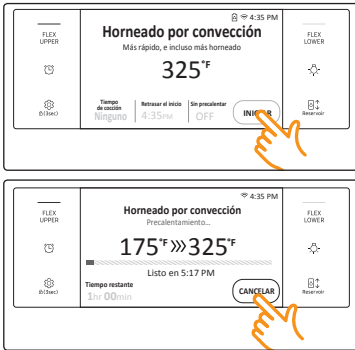 4:35 PM
FLEX
UPPER
Horneado por convección
FLEX
LOWER
Más rápido, e incluso más horneado
325°F
Tiempo
de cocción
Ninguno
Retrasar el inicio
4:35PM
Sin precalentar
OFF
INICIAR
(3sec)
Reservoir
4:35 PM
FLEX
UPPER
Horneado por convección
FLEX
LOWER
Precalentamiento...
175°F »» 325°F
Listo en 5:17 PM
Tiempo restante
1hr 00min
CANCELAR
(3sec)
Reservoir